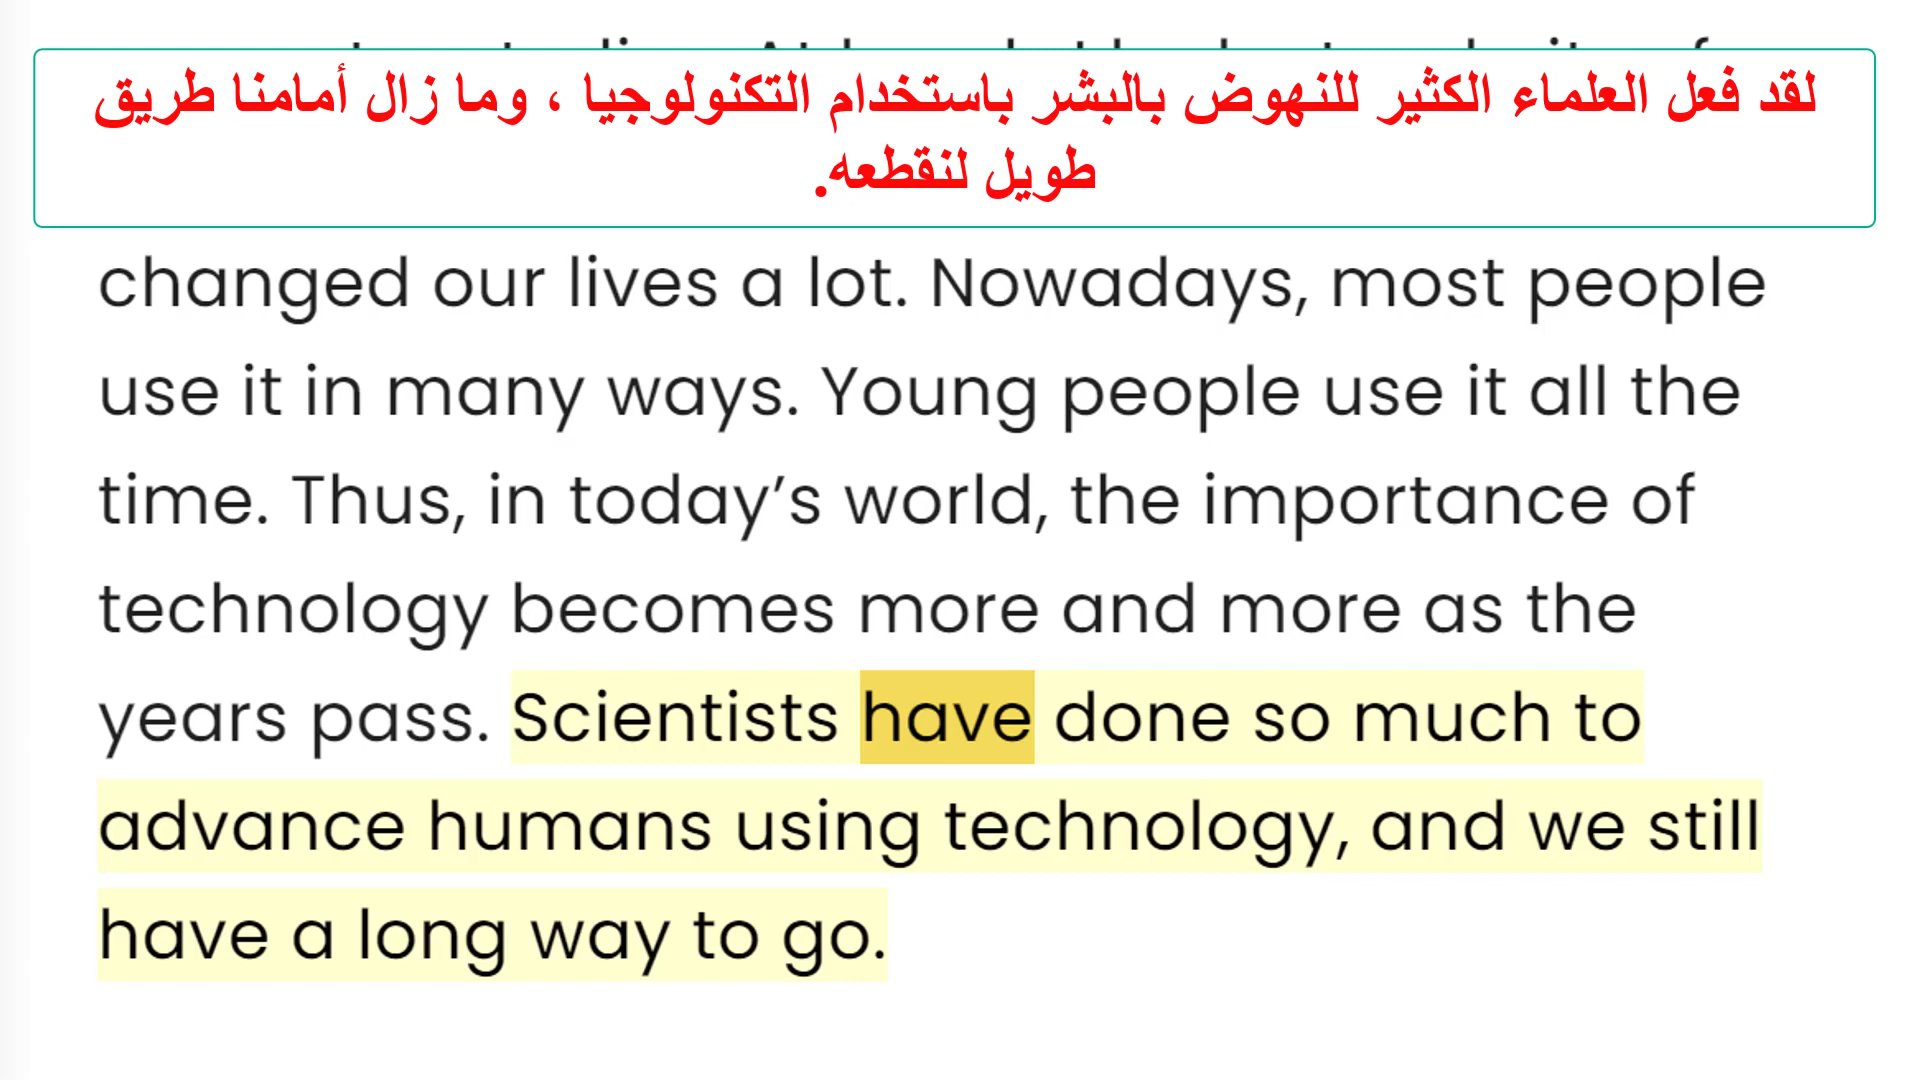 لقد فعل العلماء الكثير للنهوض بالبشر باستخدام التكنولوجيا ، وما زال أمامنا طريق
طويل لنقطعه.
changed our lives a lot. Nowadays, most people
use it in many ways. Young people use it all the
time. Thus, in today’s world, the importance of
technology becomes more and more as the
years pass. Scientists have done so much to
advance humans using technology, and we still
have a long way to go.